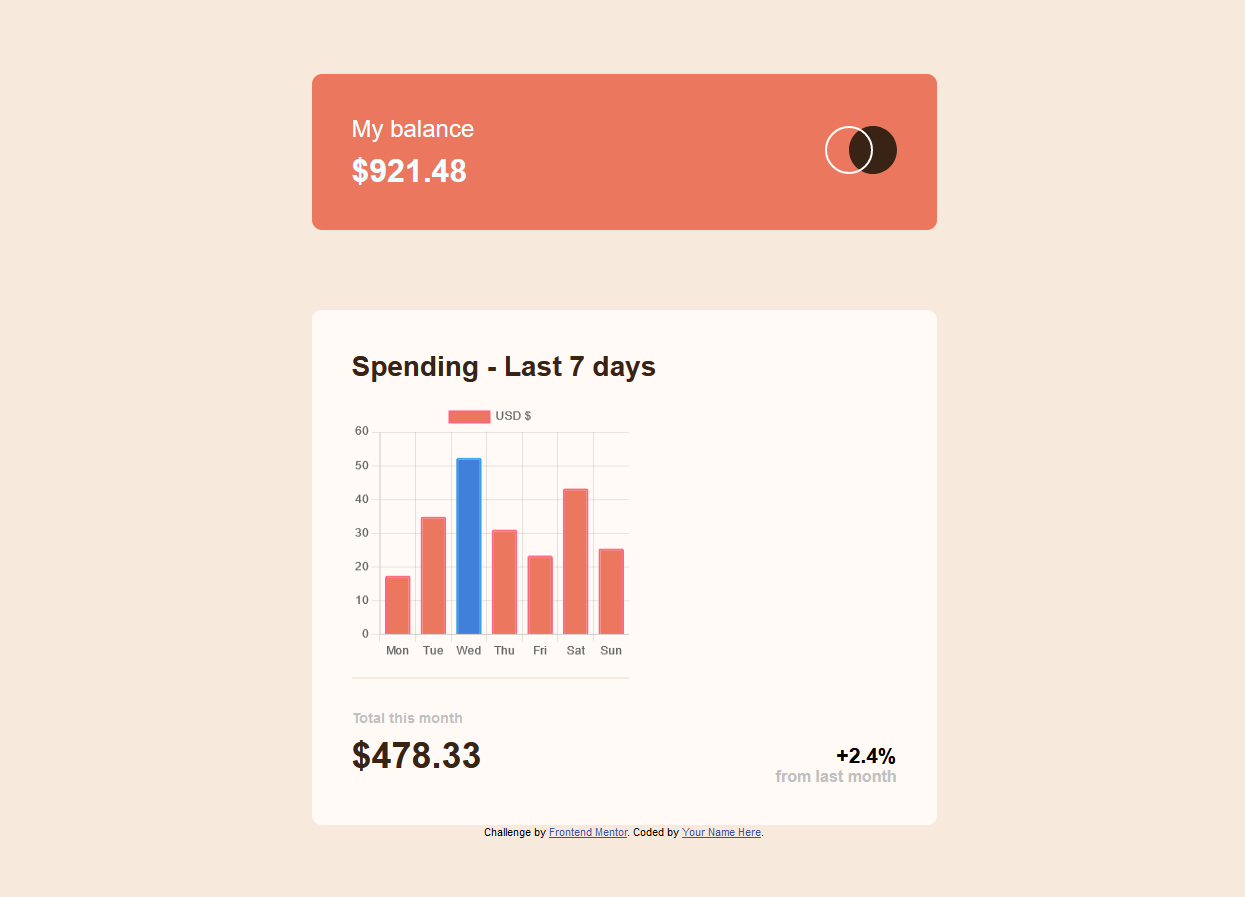 My balance
$921.48
Spending - Last 7 days
USD $
60
50
40
30
20
10
0
Mon Tue Wed Thu Fri Sat Sun
Total this month
$478.33
+2.4%
from last month
Challenge by Frontend Mentor. Coded by Your Name Here.